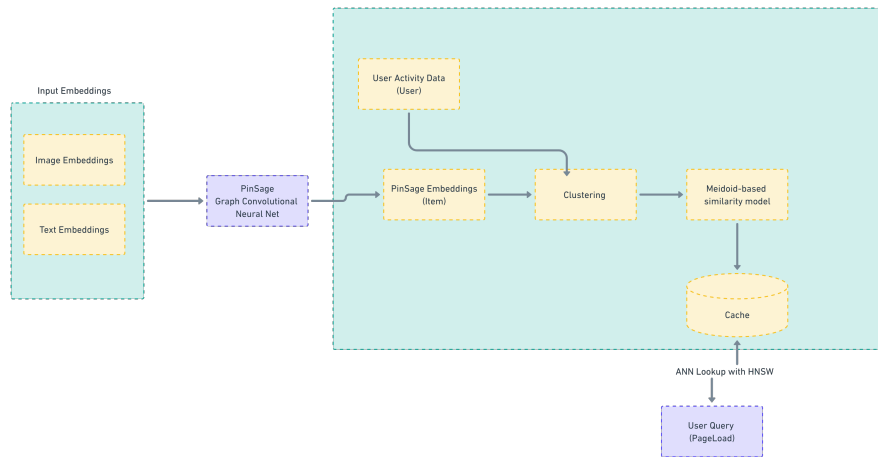 User Activity Data
(User)
Input Embeddings
Image Embeddings
Text Embeddings
PinSage
Graph Convolutional
Neural Net
PinSage Embeddings
(Item)
Clustering
Meidoid-based
similarity model
Cache
ANN Lookup with HNSW
User Query
(PageLoad)